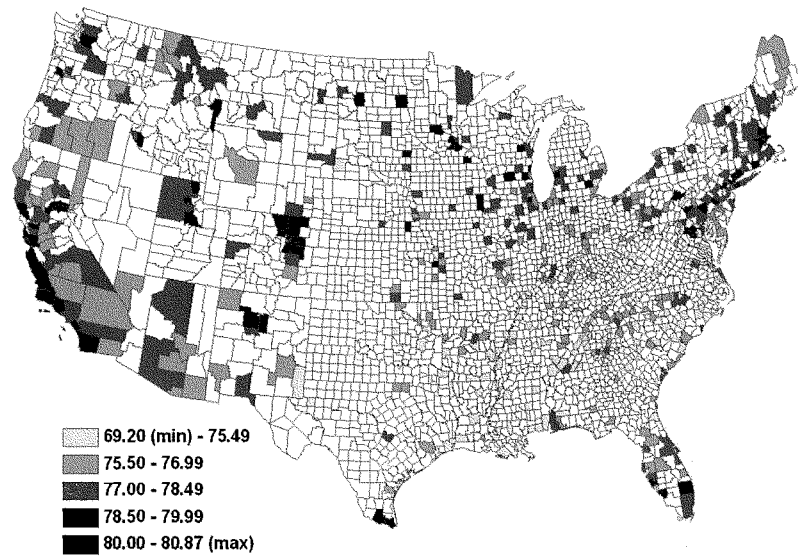 69.20 (min) - 75.49
75.50 - 76.99
77.00 - 78.49
78.50 - 79.99
80.00 - 80.87 (max)